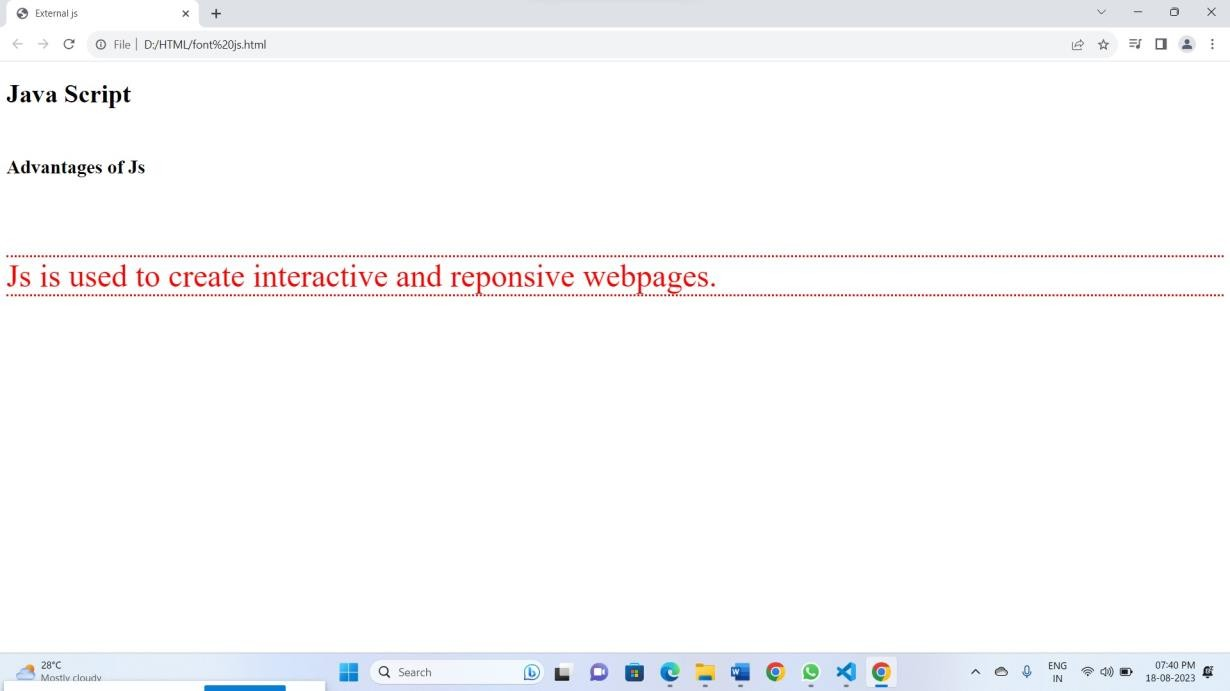 External js
File
D:/HTML/font%20js.html
Java Script
Advantages of Js
Js is used to create interactive and reponsive webpages.
28°C
Mostly cloudy
Search
ENG
IN
07:40 PM
18-08-2023